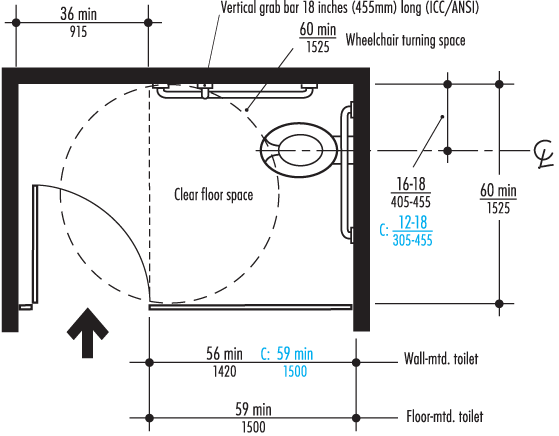 Vertical grab bar 18 inches (455mm) long (ICC/ANSI)
36 min
915
60 min
1525
Wheelchair turning space
Clear floor space
CL
16-18
405-455
C: 12-18
305-455
60 min
1525
56 min
1420
C: 59 min
1500
Wall-mtd. toilet
59 min
1500
Floor-mtd. toilet